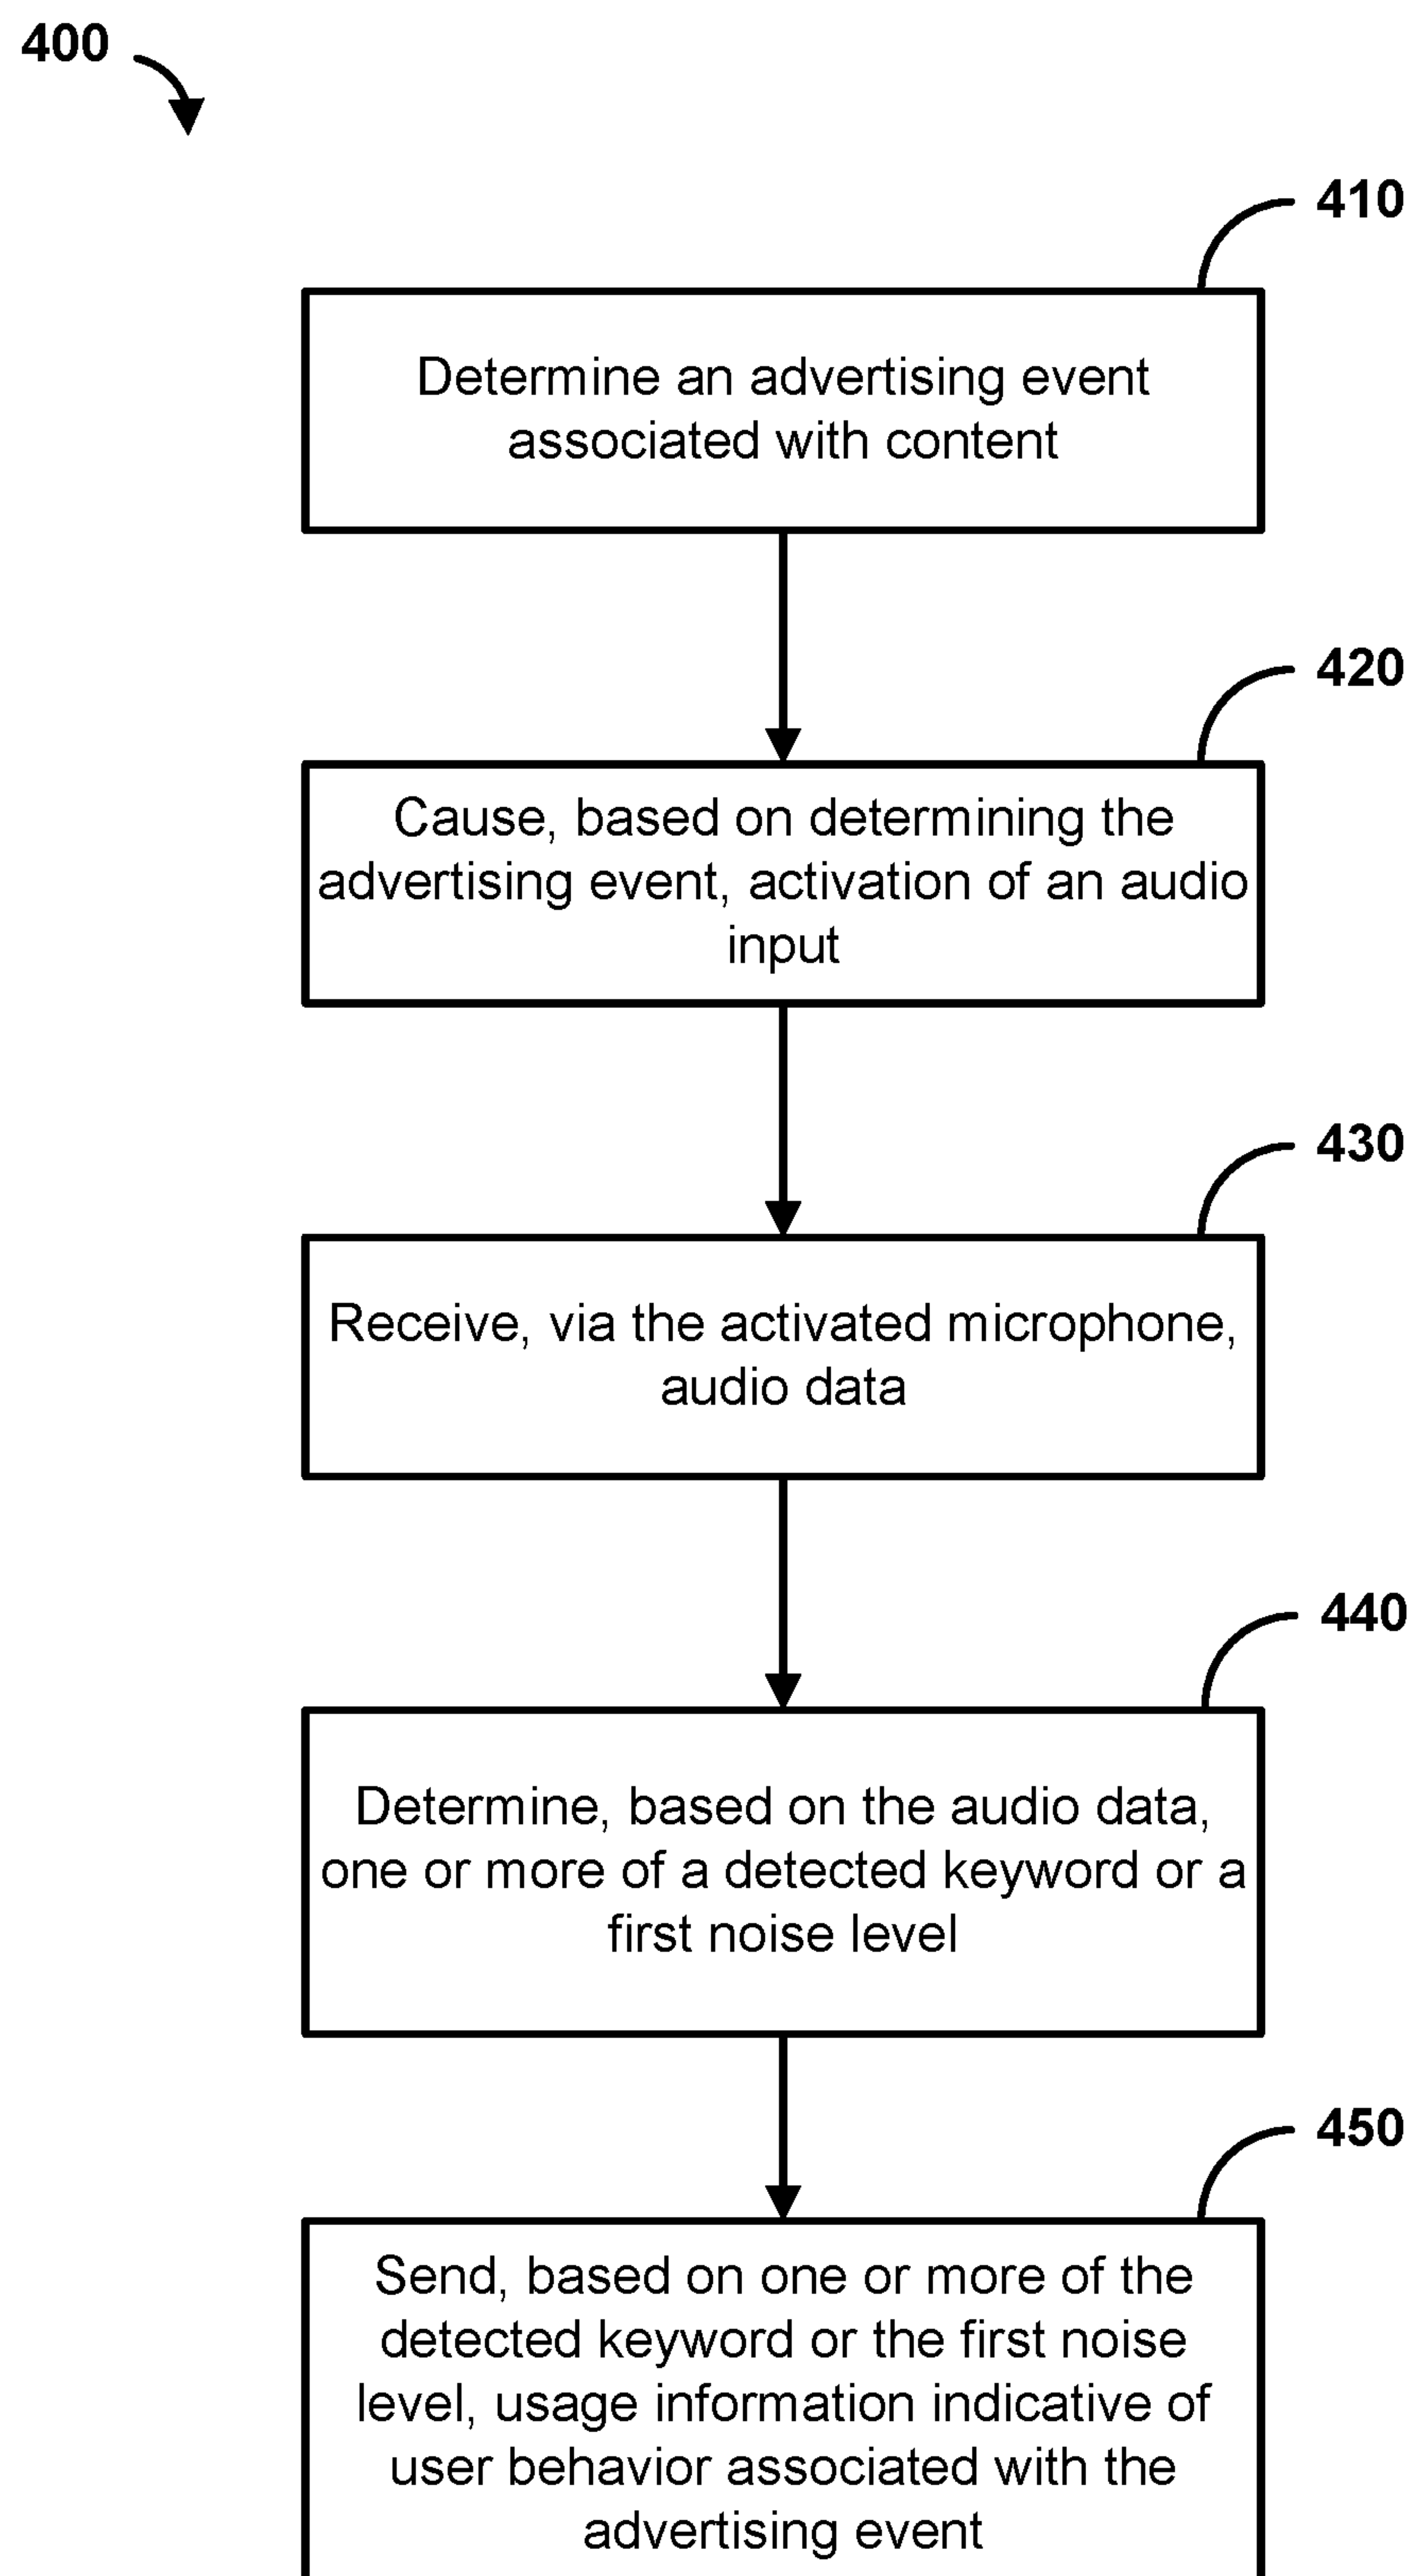 400
410
Determine an advertising event
associated with content
420
Cause, based on determining the
advertising event, activation of an audio
input
430
Receive, via the activated microphone,
audio data
440
Determine, based on the audio data,
one or more of a detected keyword or a
first noise level
450
Send, based on one or more of the
detected keyword or the first noise
level, usage information indicative of
user behavior associated with the
advertising event